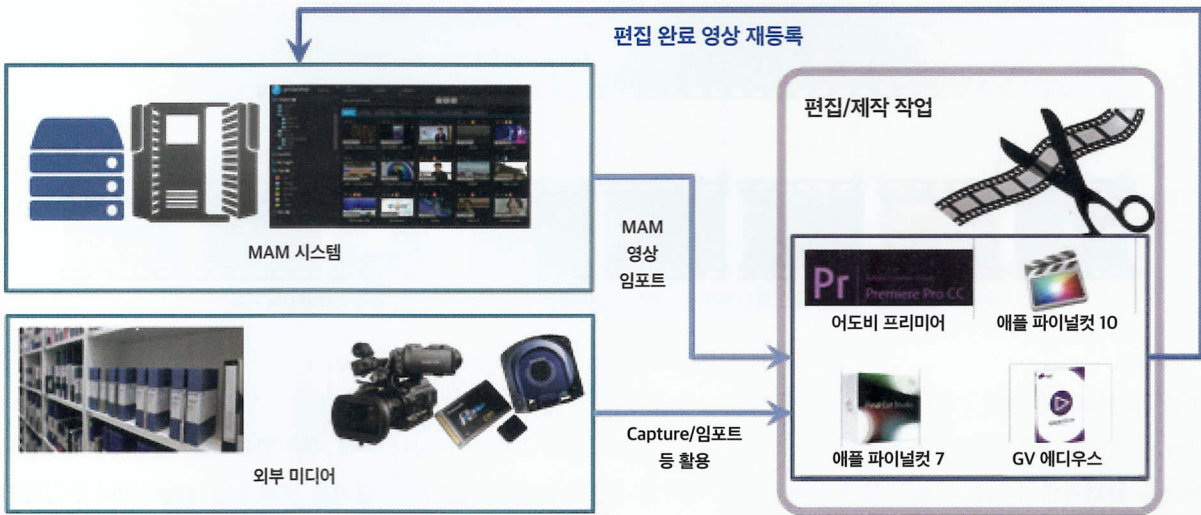 편집 완료 영상 재등록
MAM 시스템
MAM
영상
임포트
외부 미디어
Capture/임포트
등 활용
편집/제작 작업
Pr
Premiere Pro CC
어도비 프리미어
애플 파이널컷 10
애플 파이널컷 7
GV 에디우스